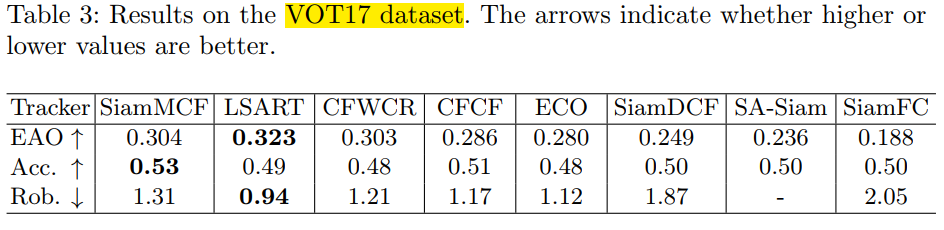 Table 3: Results on the VOT17 dataset. The arrows indicate whether higher or
lower values are better.
Tracker SiamMCF LSART CFWCR CFCF ECO SiamDCF SA-Siam SiamFC
EAO ↑ 0.304 0.323 0.303 0.286 0.280 0.249 0.236 0.188
Acc. ↑ 0.53 0.49 0.48 0.51 0.48 0.50 0.50 0.50
Rob. ↓ 1.31 0.94 1.21 1.17 1.12 1.87 - 2.05